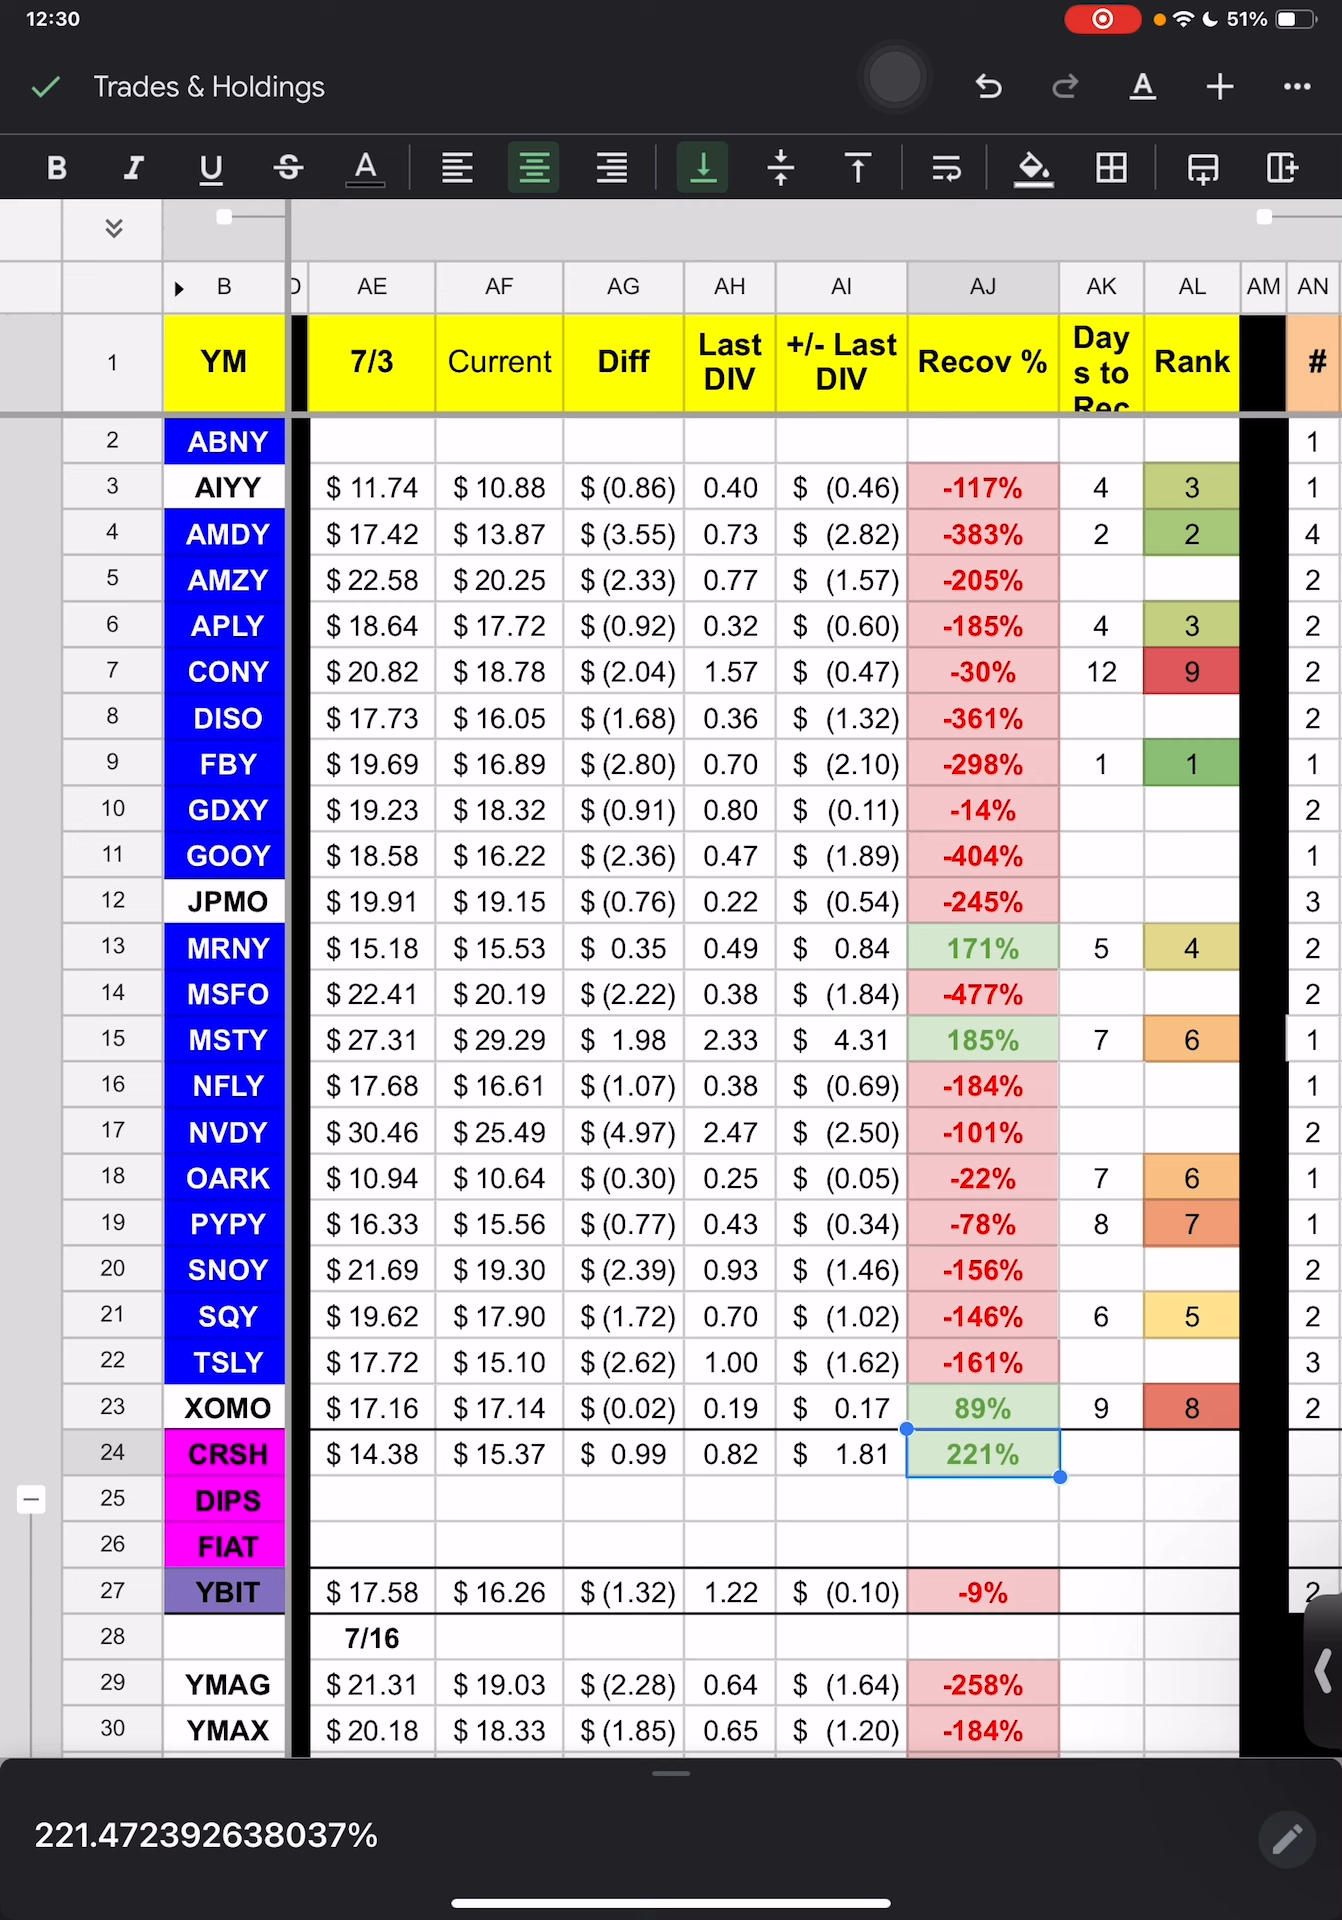 12:30 51%
Trades & Holdings A
B I U S A
B AE AF AG AH AI AJ AK AL AM AN
1 YM 7/3 Current Diff Last DIV +/- Last DIV Recov % Day s to Rec Rank #
2 ABNY 1
3 AIYY $ 11.74 $ 10.88 $ (0.86) 0.40 $ (0.46) -117% 4 3 1
4 AMDY $ 17.42 $ 13.87 $ (3.55) 0.73 $ (2.82) -383% 2 2 4
5 AMZY $ 22.58 $ 20.25 $ (2.33) 0.77 $ (1.57) -205% 2
6 APLY $ 18.64 $ 17.72 $ (0.92) 0.32 $ (0.60) -185% 4 3 2
7 CONY $ 20.82 $ 18.78 $ (2.04) 1.57 $ (0.47) -30% 12 9 2
8 DISO $ 17.73 $ 16.05 $ (1.68) 0.36 $ (1.32) -361% 2
9 FBY $ 19.69 $ 16.89 $ (2.80) 0.70 $ (2.10) -298% 1 1 1
10 GDXY $ 19.23 $ 18.32 $ (0.91) 0.80 $ (0.11) -14% 2
11 GOOY $ 18.58 $ 16.22 $ (2.36) 0.47 $ (1.89) -404% 1
12 JPMO $ 19.91 $ 19.15 $ (0.76) 0.22 $ (0.54) -245% 3
13 MRNY $ 15.18 $ 15.53 $ 0.35 0.49 $ 0.84 171% 5 4 2
14 MSFO $ 22.41 $ 20.19 $ (2.22) 0.38 $ (1.84) -477% 2
15 MSTY $ 27.31 $ 29.29 $ 1.98 2.33 $ 4.31 185% 7 6 1
16 NFLY $ 17.68 $ 16.61 $ (1.07) 0.38 $ (0.69) -184% 1
17 NVDY $ 30.46 $ 25.49 $ (4.97) 2.47 $ (2.50) -101% 2
18 OARK $ 10.94 $ 10.64 $ (0.30) 0.25 $ (0.05) -22% 7 6 1
19 PYPY $ 16.33 $ 15.56 $ (0.77) 0.43 $ (0.34) -78% 8 7 1
20 SNOY $ 21.69 $ 19.30 $ (2.39) 0.93 $ (1.46) -156% 2
21 SQY $ 19.62 $ 17.90 $ (1.72) 0.70 $ (1.02) -146% 6 5 2
22 TSLY $ 17.72 $ 15.10 $ (2.62) 1.00 $ (1.62) -161% 3
23 XOMO $ 17.16 $ 17.14 $ (0.02) 0.19 $ 0.17 89% 9 8 2
24 CRSH $ 14.38 $ 15.37 $ 0.99 0.82 $ 1.81 221%
25 DIPS
26 FIAT
27 YBIT $ 17.58 $ 16.26 $ (1.32) 1.22 $ (0.10) -9% 2
28 7/16
29 YMAG $ 21.31 $ 19.03 $ (2.28) 0.64 $ (1.64) -258%
30 YMAX $ 20.18 $ 18.33 $ (1.85) 0.65 $ (1.20) -184%
221.472392638037%